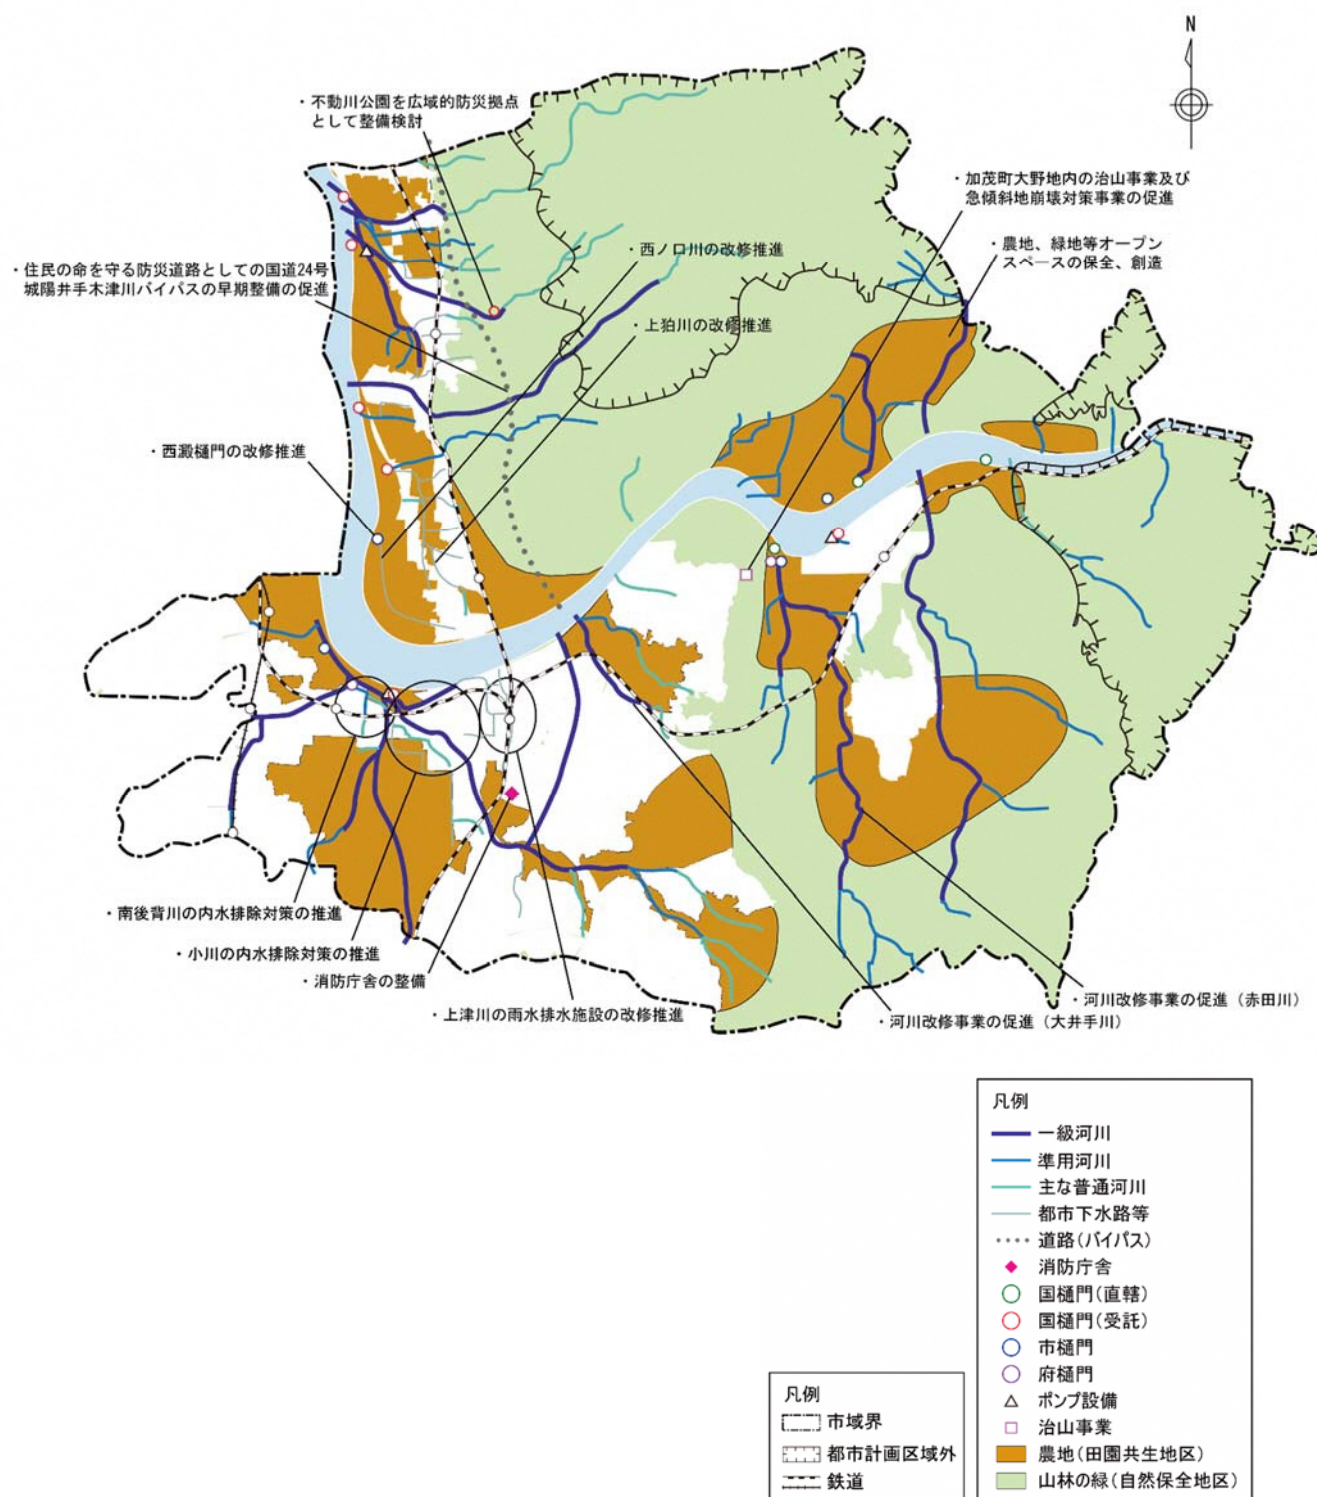 N
・不動川公園を広域的防災拠点
として整備検討
・加茂町大野地内の治山事業及び
急傾斜地崩壊対策事業の促進
・農地、緑地等オープン
スペースの保全、創造
・西ノ口川の改修推進
・住民の命を守る防災道路としての国道24号
城陽井手木津川バイパスの早期整備の促進
・上狛川の改修推進
・西澱樋門の改修推進
・南後背川の内水排除対策の推進
・小川の内水排除対策の推進
・消防庁舎の整備
・上津川の雨水排水施設の改修推進
・河川改修事業の促進（赤田川）
・河川改修事業の促進（大井手川）
凡例
一級河川
準用河川
主な普通河川
都市下水路等
道路（バイパス）
消防庁舎
国樋門（直轄）
国樋門（受託）
市樋門
府樋門
ポンプ設備
治山事業
農地（田園共生地区）
山林の緑（自然保全地区）
凡例
市域界
都市計画区域外
鉄道